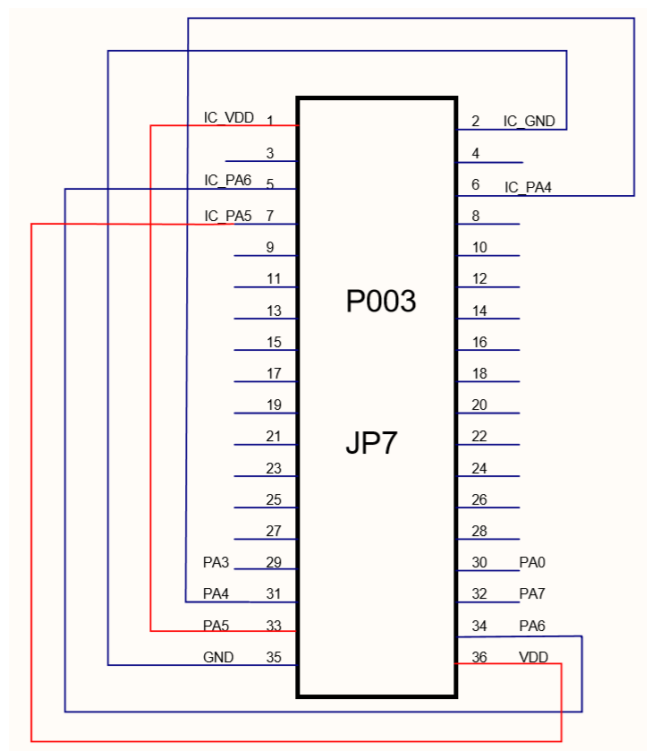 IC_VDD 1 2 IC_GND
3 4
IC_PA6 5 6 IC_PA4
IC_PA5 7 8
9 10
11 12
P003
13 14
15 16
17 18
19 20
JP7
21 22
23 24
25 26
27 28
PA3 29 30 PA0
PA4 31 32 PA7
PA5 33 34 PA6
GND 35 36 VDD